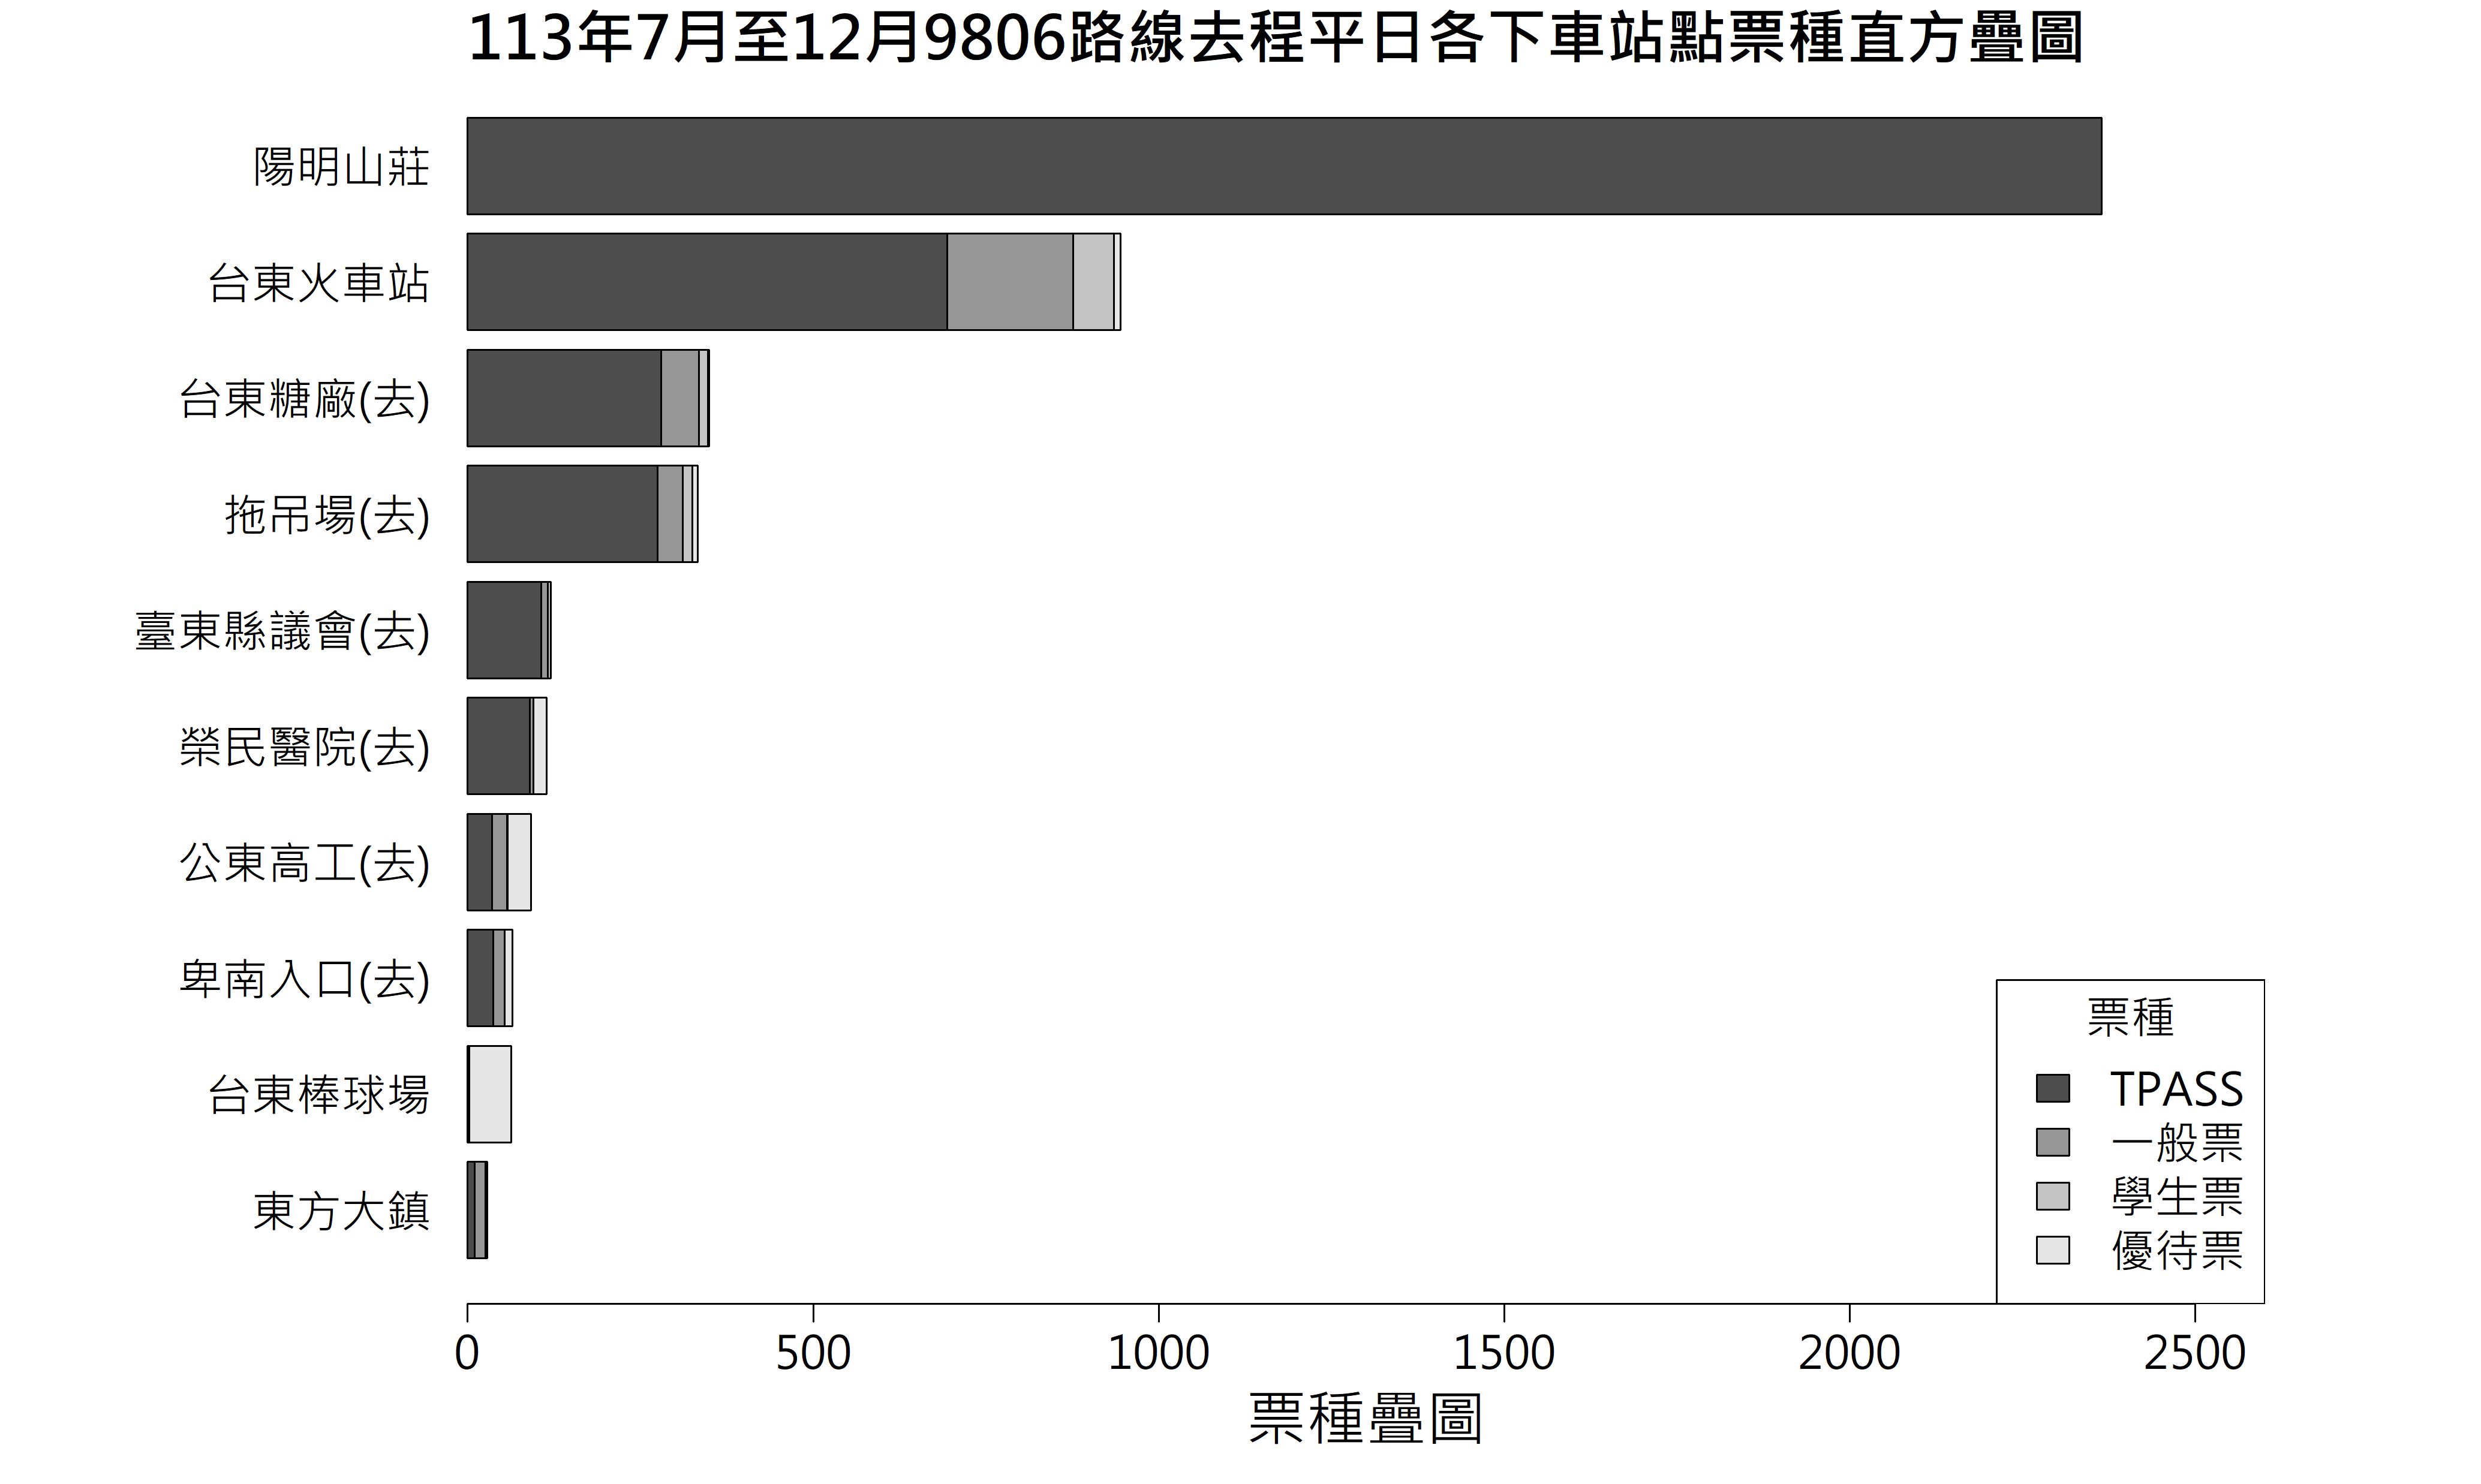 113年7月至12月9806路線去程平日各下車站點票種直方疊圖
陽明山莊
台東火車站
台東糖廠(去)
拖吊場(去)
臺東縣議會(去)
榮民醫院(去)
公東高工(去)
卑南入口(去)
台東棒球場
東方大鎮
票種
TPASS
一般票
學生票
優待票
0 500 1000 1500 2000 2500
票種疊圖